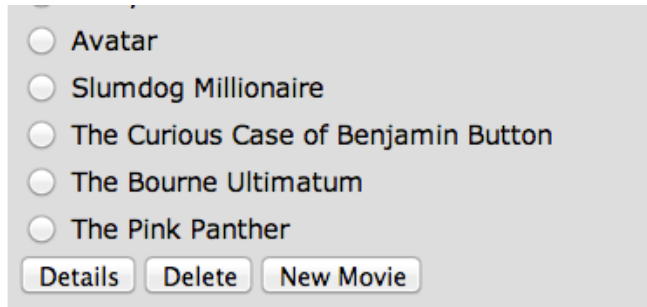 Avatar
Slumdog Millionaire
The Curious Case of Benjamin Button
The Bourne Ultimatum
The Pink Panther
Details Delete New Movie